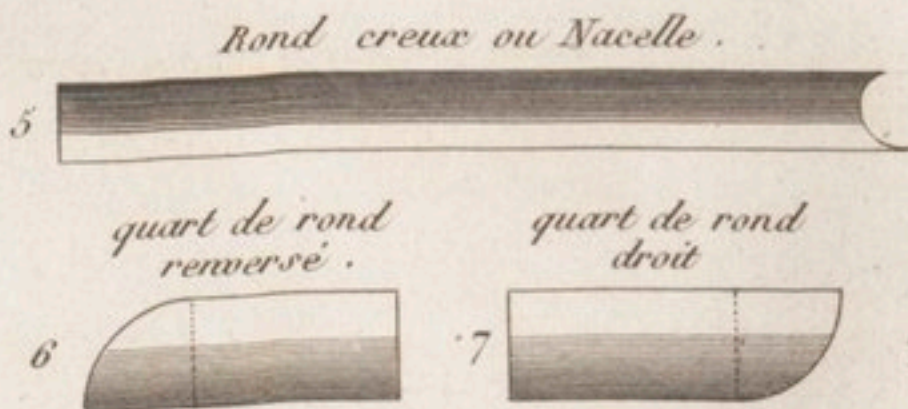 Rond creux ou Nacelle.
5
quart de rond
renversé.
6
quart de rond
droit
7